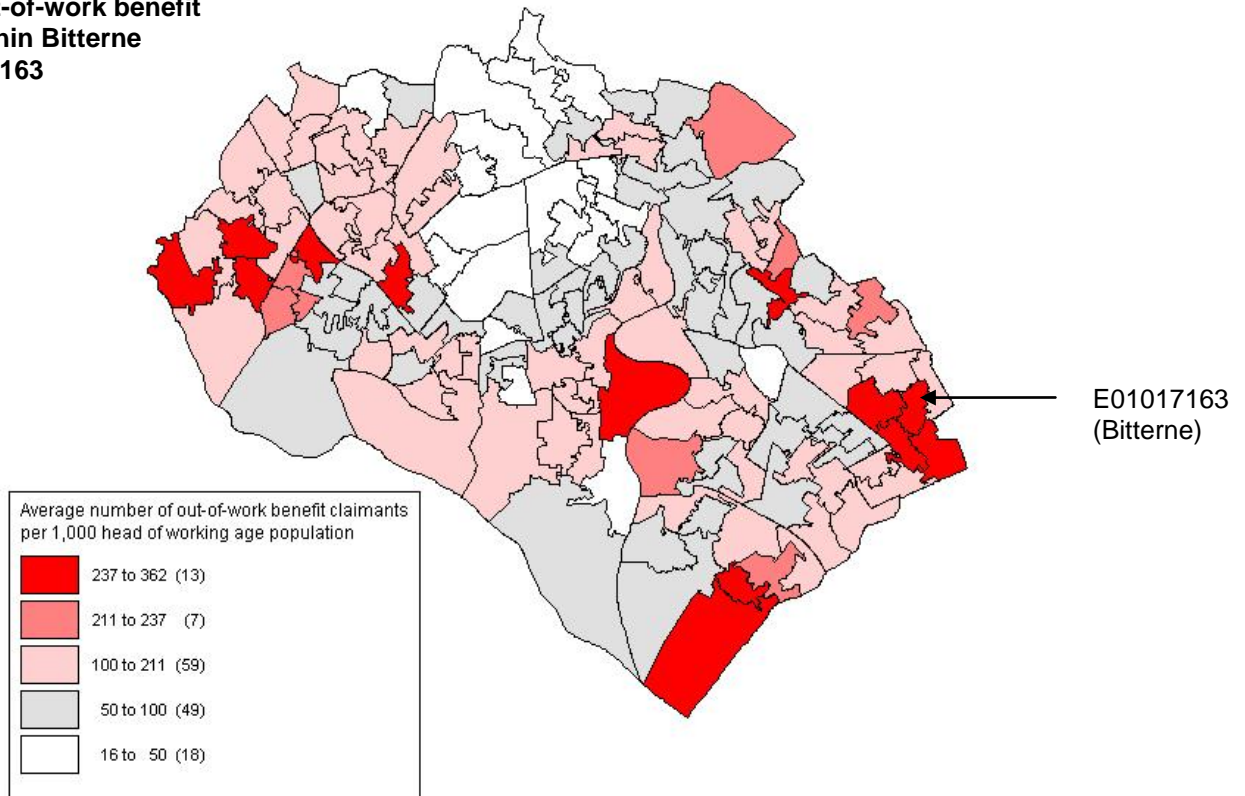 of-work benefit
Bitterne
163
E01017163
(Bitterne)
Average number of out-of-work benefit claimants
per 1,000 head of working age population
237 to 362 (13)
211 to 237 (7)
100 to 211 (59)
50 to 100 (49)
16 to 50 (18)